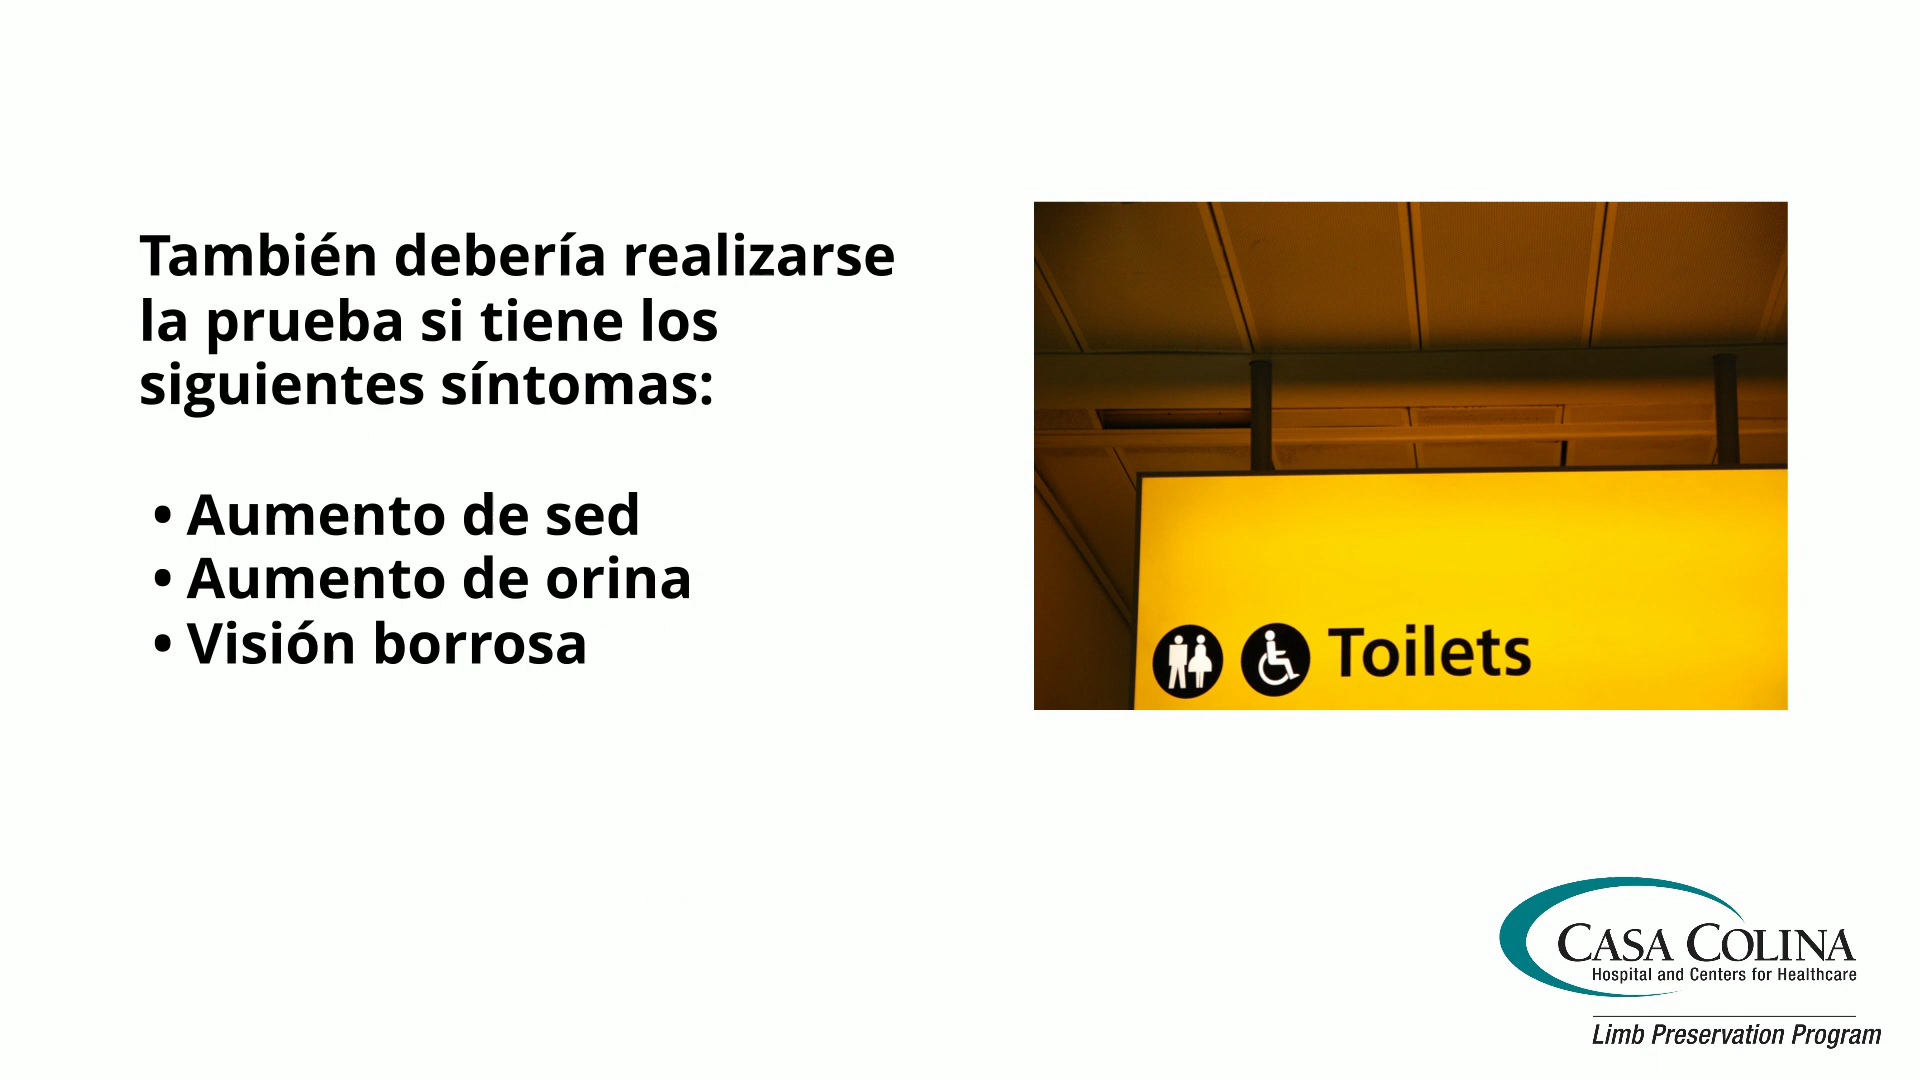 También debería realizarse
la prueba si tiene los
siguientes síntomas:
• Aumento de sed
• Aumento de orina
• Visión borrosa
Toilets
CASA COLINA
Hospital and Centers for Healthcare
Limb Preservation Program